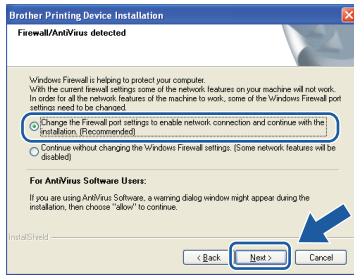 Brother Printing Device Installation
Firewall/AntiVirus detected
Windows Firewall is helping to protect your computer.
With the current firewall settings some of the network features on your machine will not work.
In order for all the network features of the machine to work, some of the Windows Firewall port
settings need to be changed.
Change the Firewall port settings to enable network connection and continue with the
installation. (Recommended)
Continue without changing the Windows Firewall settings. (Some network features will be
disabled)
For AntiVirus Software Users:
If you are using AntiVirus Software, a warning dialog window might appear during the
installation, then choose "allow" to continue.
InstallShield
< Back
Next >
Cancel